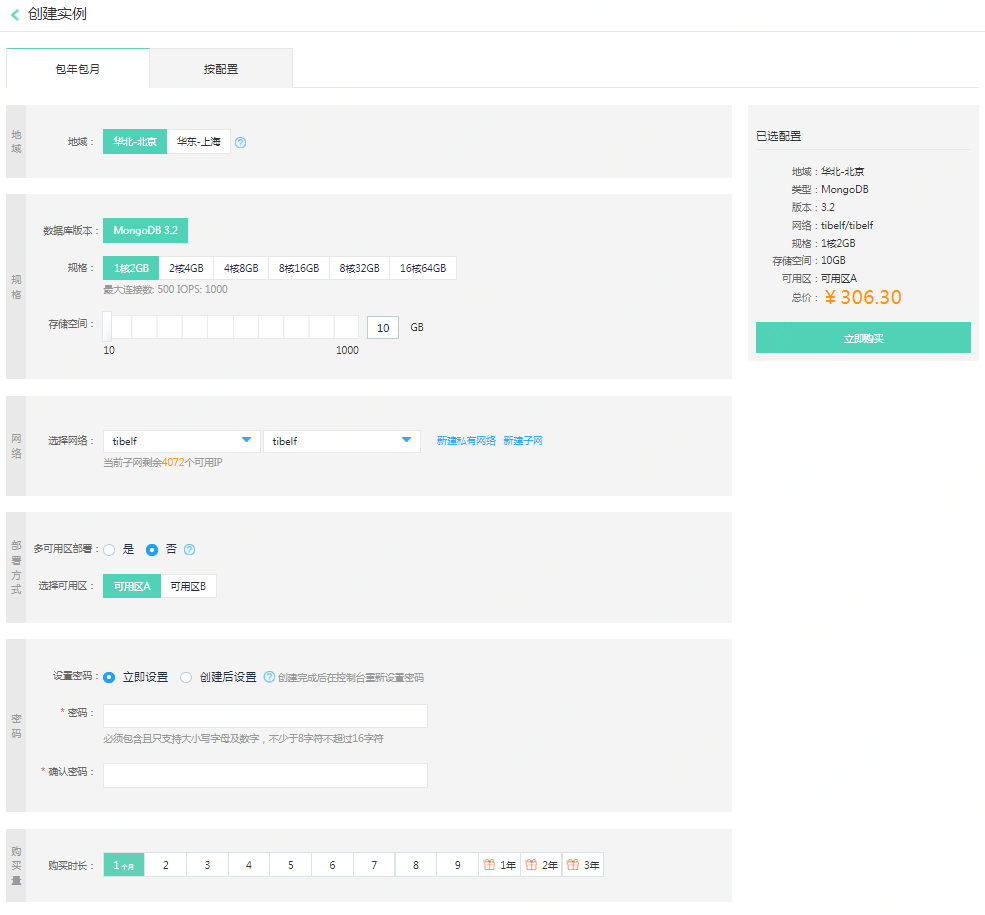 创建实例
包年包月
按配置
地域
地域： 华北-北京 华东-上海
规格
数据库版本： MongoDB 3.2
规格： 1核2GB 2核4GB 4核8GB 8核16GB 8核32GB 16核64GB
最大连接数: 500 IOPS: 1000
存储空间： 10 GB
10 1000
网络
选择网络： tibelf tibelf 新建私有网络 新建子网
当前子网剩余4072个可用IP
部署方式
多可用区部署： 是 否
选择可用区： 可用区A 可用区B
密码
设置密码： 立即设置 创建后设置 创建完成后在控制台重新设置密码
* 密码：
必须包含且只支持大小写字母及数字，不少于8字符不超过16字符
* 确认密码：
购买量
购买时长： 1个月 2 3 4 5 6 7 8 9 1年 2年 3年
已选配置
地域：华北-北京
类型：MongoDB
版本：3.2
网络：tibelf/tibelf
规格：1核2GB
存储空间：10GB
可用区：可用区A
总价：¥ 306.30
立即购买